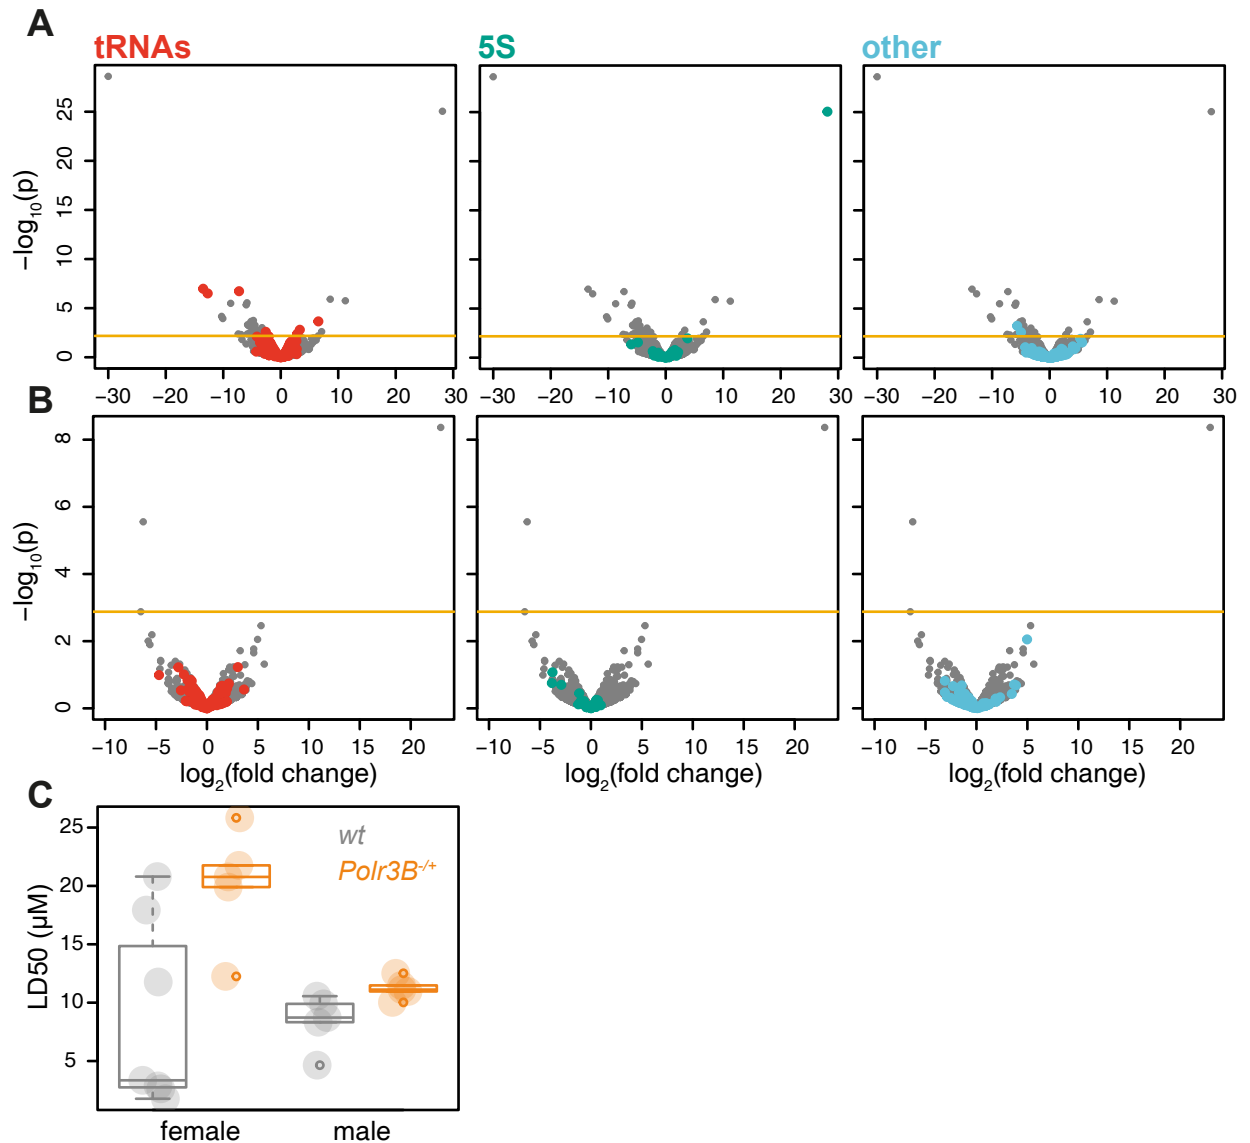 A
tRNAs
5S
other
−log10(p)
25
20
15
10
5
0
−30 −20 −10 0 10 20 30
−30 −20 −10 0 10 20 30
−30 −20 −10 0 10 20 30
B
−log10(p)
8
6
4
2
0
−10 −5 0 5 10 15 20
−10 −5 0 5 10 15 20
−10 −5 0 5 10 15 20
log2(fold change)
log2(fold change)
log2(fold change)
C
LD50 (µM)
25
20
15
10
5
wt
Polr3B-/+
female
male